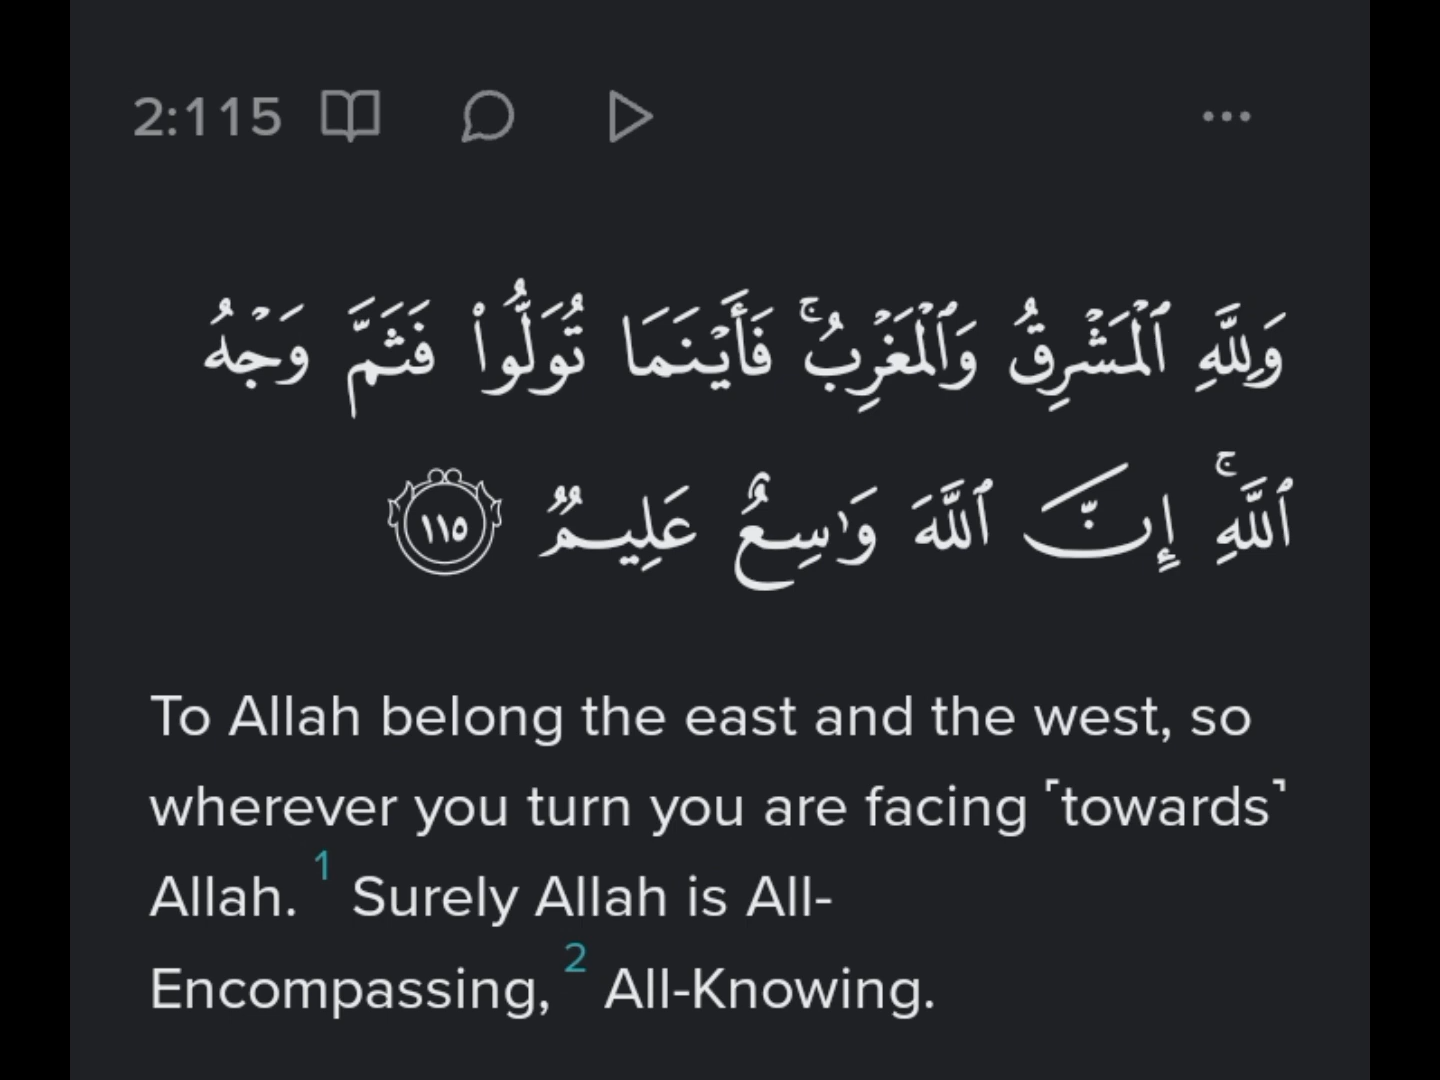 2:115
وَلِلَّهِ ٱلْمَشْرِقُ وَٱلْمَغْرِبُ ۚ فَأَيْنَمَا تُوَلُّوا۟ فَثَمَّ وَجْهُ
ٱللَّهِ ۚ إِنَّ ٱللَّهَ وَٰسِعٌ عَلِيمٌ ١١٥
To Allah belong the east and the west, so
wherever you turn you are facing ˹towards˺
Allah. 1 Surely Allah is All-
Encompassing, 2 All-Knowing.